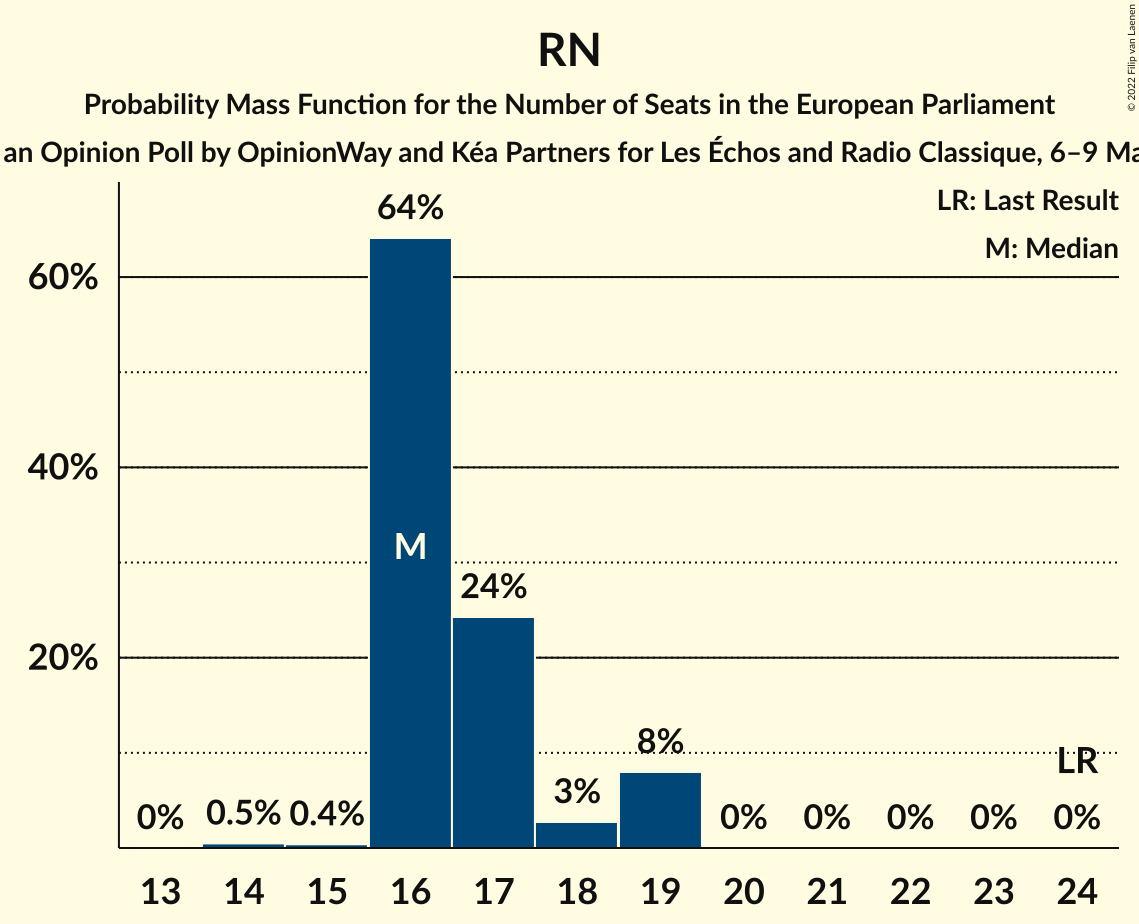 RN
Probability Mass Function for the Number of Seats in the European Parliament
an Opinion Poll by OpinionWay and Kéa Partners for Les Échos and Radio Classique, 6–9 Ma
© 2022 Filip van Laenen
LR: Last Result
M: Median
64%
60%
40%
M
24%
20%
8%
LR
3%
0%
0.5%
0.4%
0%
0%
0%
0%
0%
13 14 15 16 17 18 19 20 21 22 23 24